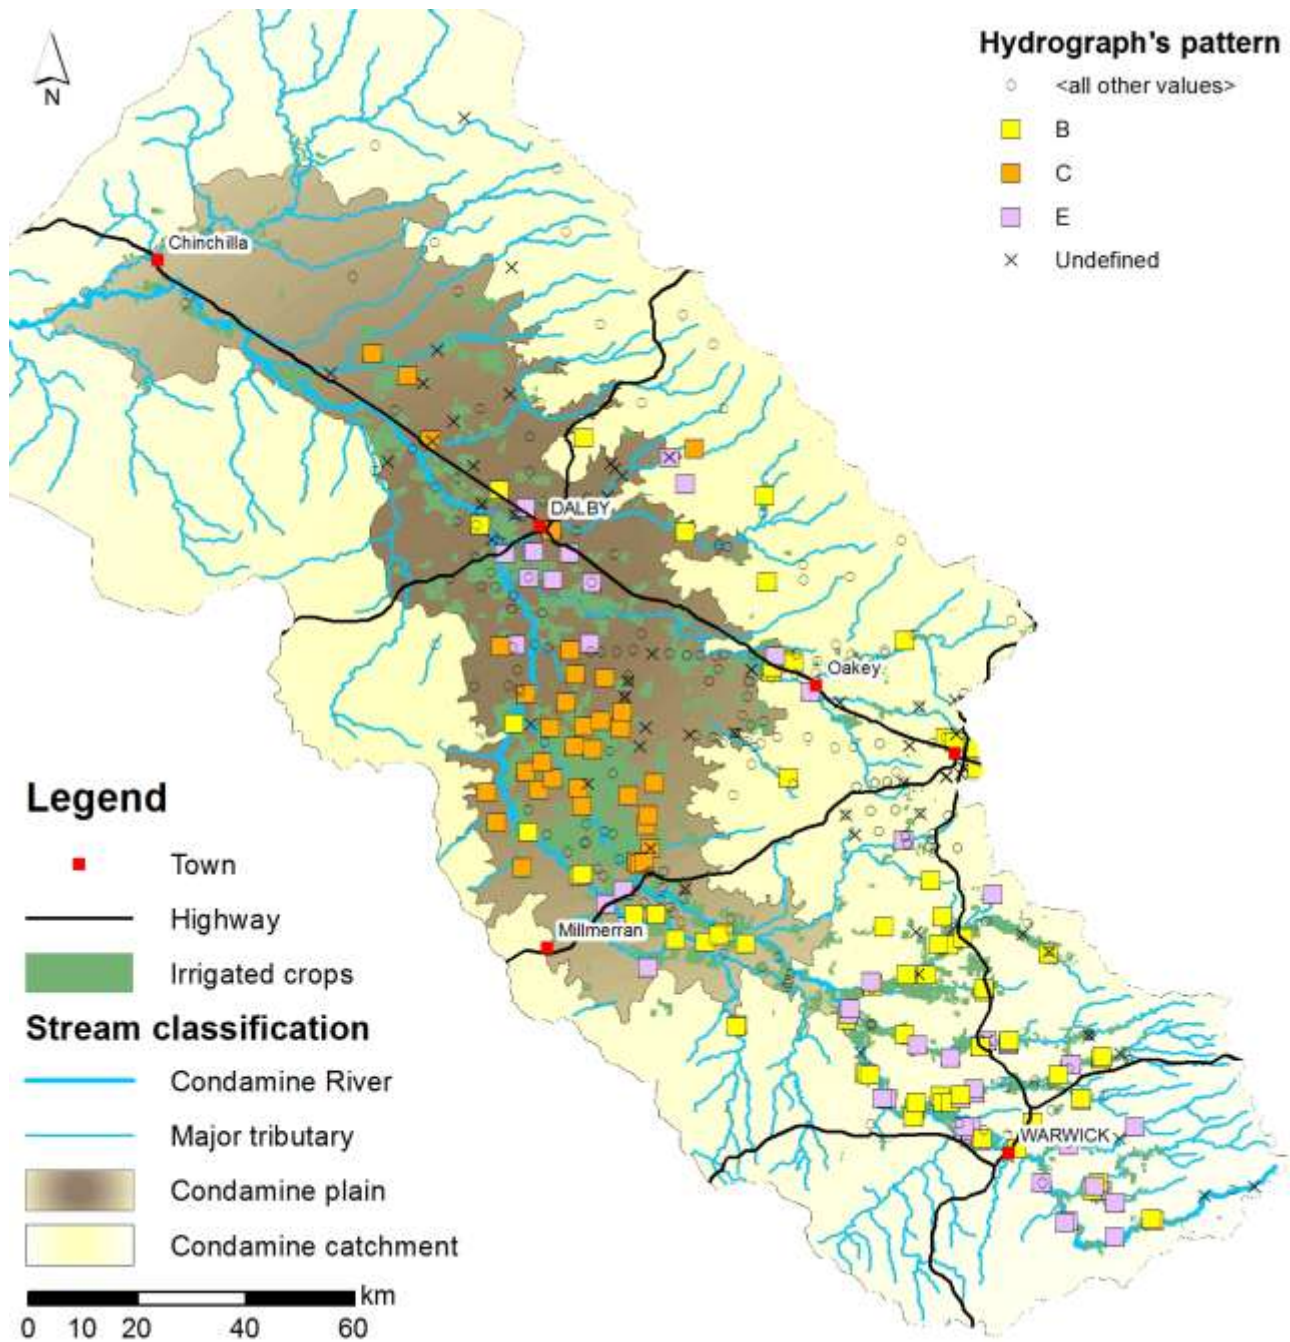 N
Hydrograph's pattern
<all other values>
B
C
E
Undefined
Chinchilla
DALBY
Oakey
Millmerran
WARWICK
Legend
Town
Highway
Irrigated crops
Stream classification
Condamine River
Major tributary
Condamine plain
Condamine catchment
km
0 10 20 40 60